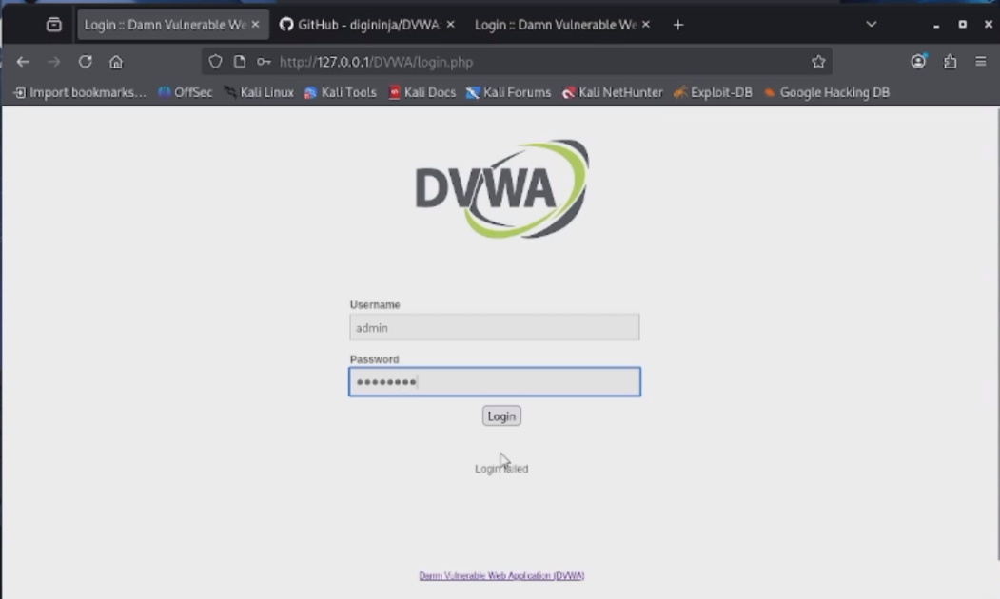 Login :: Damn Vulnerable We
GitHub - digininja/DVWA:
Login :: Damn Vulnerable We
http://127.0.0.1/DVWA/login.php
Import bookmarks...
OffSec
Kali Linux
Kali Tools
Kali Docs
Kali Forums
Kali NetHunter
Exploit-DB
Google Hacking DB
DVWA
Username
admin
Password
Login
Login failed
Damn Vulnerable Web Application (DVWA)